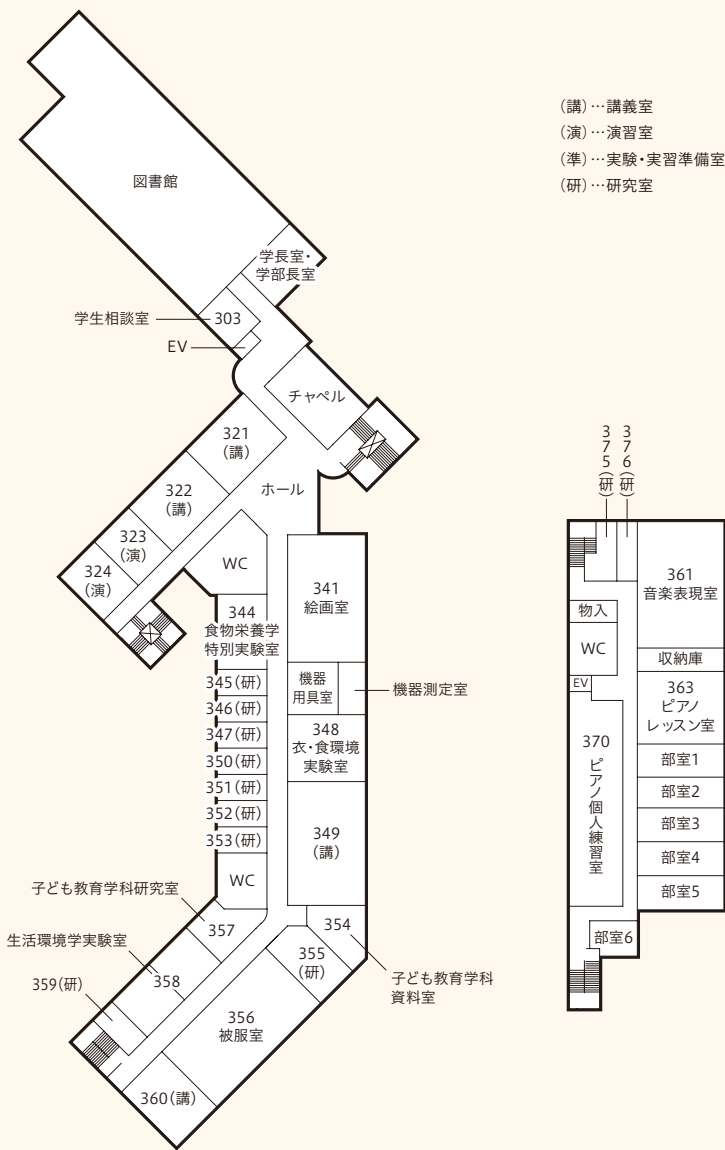 (講)…講義室
(演)…演習室
(準)…実験・実習準備室
(研)…研究室
図書館
学長室・
学部長室
学生相談室
303
EV
チャペル
321
(講)
322
(講)
323
(演)
324
(演)
ホール
WC
341
絵画室
344
食物栄養学
特別実験室
機器
用具室
機器測定室
345(研)
346(研)
347(研)
348
衣・食環境
実験室
350(研)
351(研)
352(研)
353(研)
349
(講)
WC
子ども教育学科研究室
357
354
生活環境学実験室
358
355
(研)
子ども教育学科
資料室
359(研)
356
被服室
360(講)
375(研)
376(研)
361
音楽表現室
物入
WC
収納庫
EV
363
ピアノ
レッスン室
370
ピアノ個人練習室
部室1
部室2
部室3
部室4
部室5
部室6